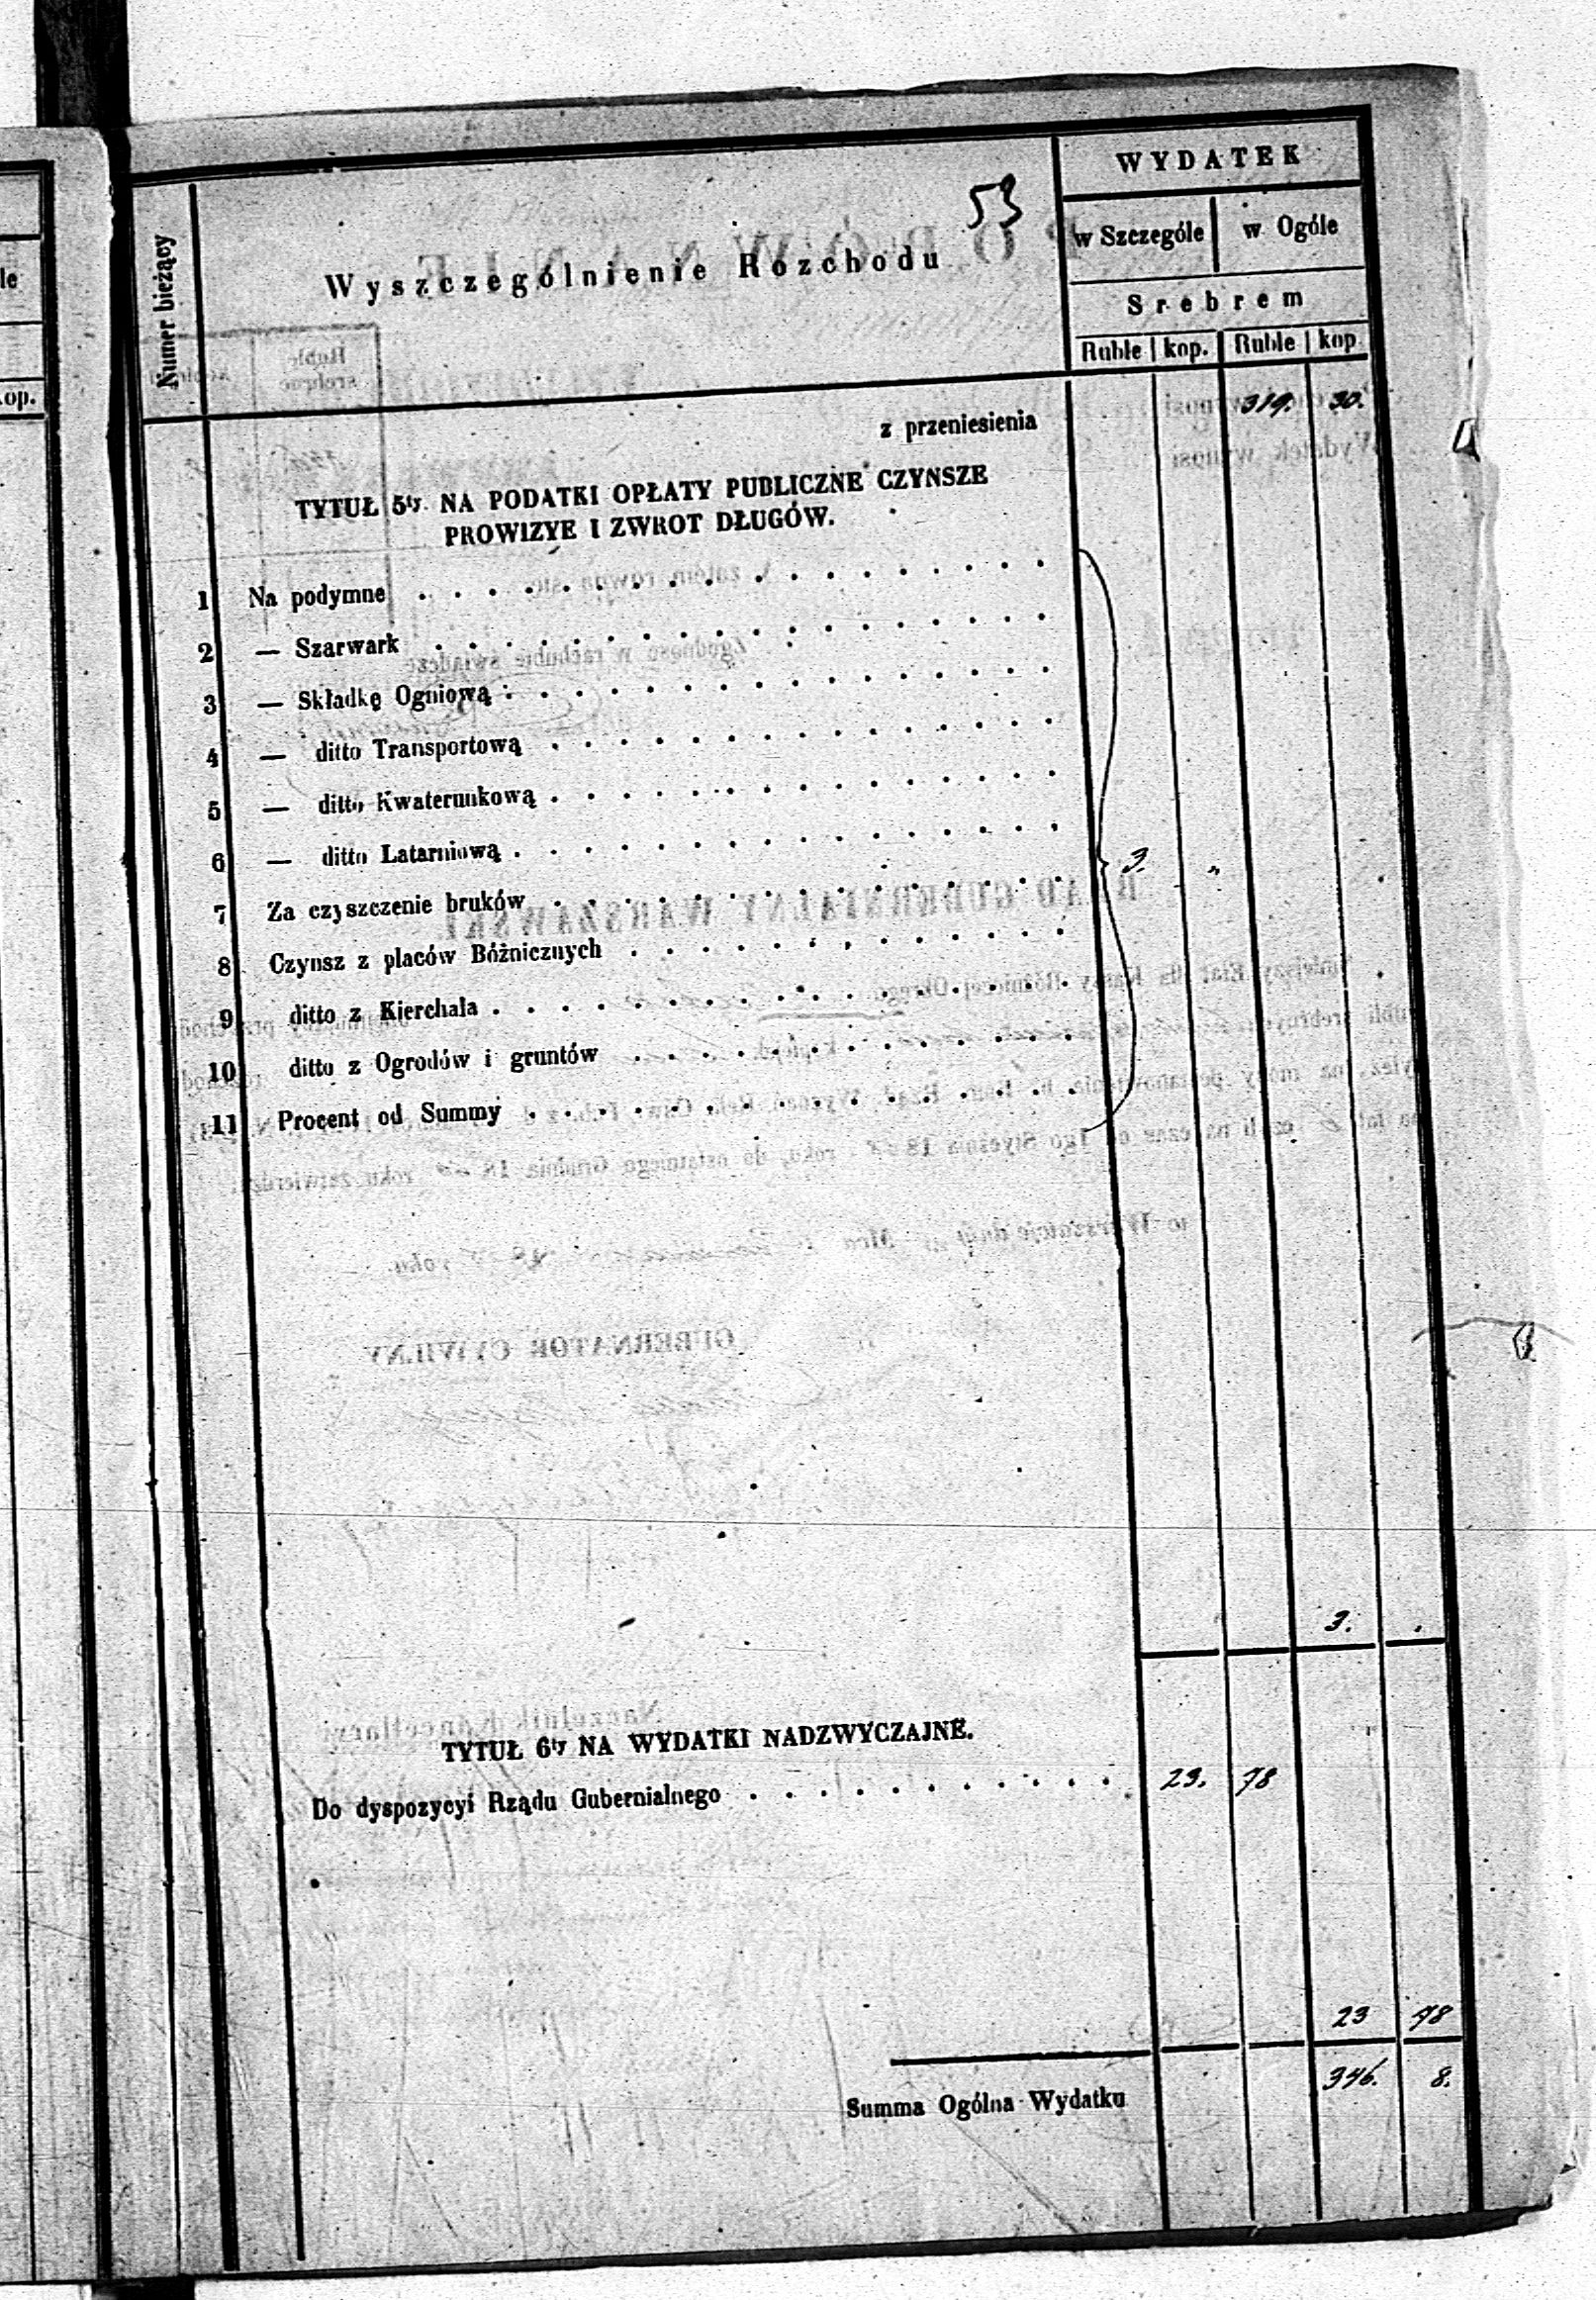 53
WYDATEK
Numer bieżący
Wyszczególnienie Rozchodu
w Szczególe w Ogóle
Srebrem
Ruble kop. Ruble kop
z przeniesienia 319. 30.
TYTUŁ 5ty. NA PODATKI OPŁATY PUBLICZNE CZYNSZE
PROWIZYE I ZWROT DŁUGÓW.
1 Na podymne
2 — Szarwark
3 — Składkę Ogniową
4 — ditto Transportową
5 — ditto Kwaterunkową
6 — ditto Latarniową 3. „
7 Za czyszczenie bruków
8 Czynsz z placów Bóżnicznych
9 ditto z Kierchala
10 ditto z Ogrodów i gruntów
11 Procent od Summy
3. .
TYTUŁ 6ty NA WYDATKI NADZWYCZAJNE.
Do dyspozycyi Rządu Gubernialnego 23. 78
23 78
Summa Ogólna Wydatku 346. 8.